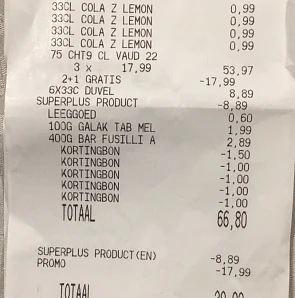 33CL COLA Z LEMON 0,99
33CL COLA Z LEMON 0,99
33CL COLA Z LEMON 0,99
33CL COLA Z LEMON 0,99
75 CHT9 CL VAUD 22
3 x 17,99 53,97
2+1 GRATIS -17,99
6X33C DUVEL 8,89
SUPERPLUS PRODUCT -8,89
LEEGGOED 0,60
100G GALAK TAB MEL 1,99
400G BAR FUSILLI A 2,89
KORTINGBON -1,50
KORTINGBON -1,00
KORTINGBON -1,00
KORTINGBON -1,00
KORTINGBON -1,00
TOTAAL 66,80
SUPERPLUS PRODUCT(EN) -8,89
PROMO -17,99
TOTAAL